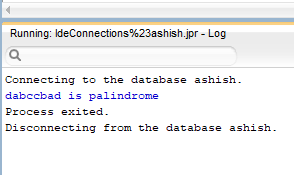 Running: IdeConnections%23ashish.jpr - Log
Connecting to the database ashish.
dabccbad is palindrome
Process exited.
Disconnecting from the database ashish.